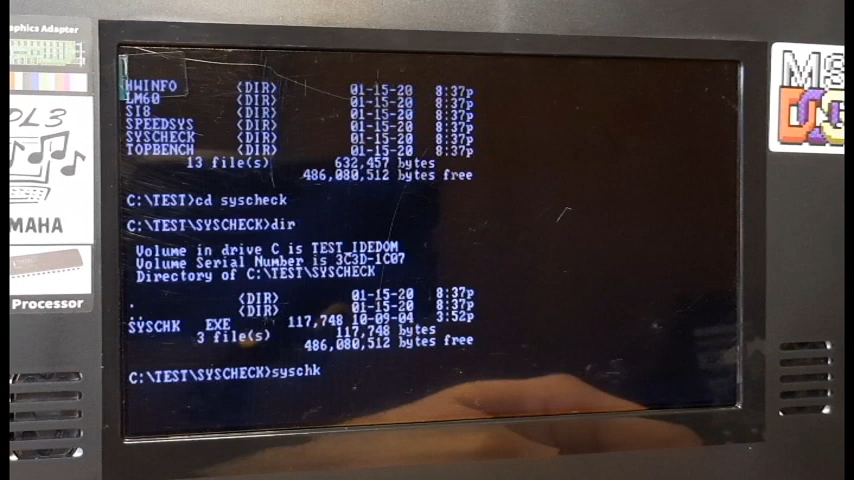 aphics Adapter
HWINFO <DIR> 01-15-20 8:37p
LM60 <DIR> 01-15-20 8:37p
SI8 <DIR> 01-15-20 8:37p
SPEEDSYS <DIR> 01-15-20 8:37p
SYSCHECK <DIR> 01-15-20 8:37p
TOPBENCH <DIR> 01-15-20 8:37p
13 file(s) 632,457 bytes
486,080,512 bytes free
C:\TEST>cd syscheck
C:\TEST\SYSCHECK>dir
Volume in drive C is TEST_IDEDOM
Volume Serial Number is 3C3D-1C07
Directory of C:\TEST\SYSCHECK
. <DIR> 01-15-20 8:37p
.. <DIR> 01-15-20 8:37p
SYSCHK EXE 117,748 10-09-04 3:52p
3 file(s) 117,748 bytes
486,080,512 bytes free
C:\TEST\SYSCHECK>syschk
PL3
AMAHA
Processor
MS
DOS